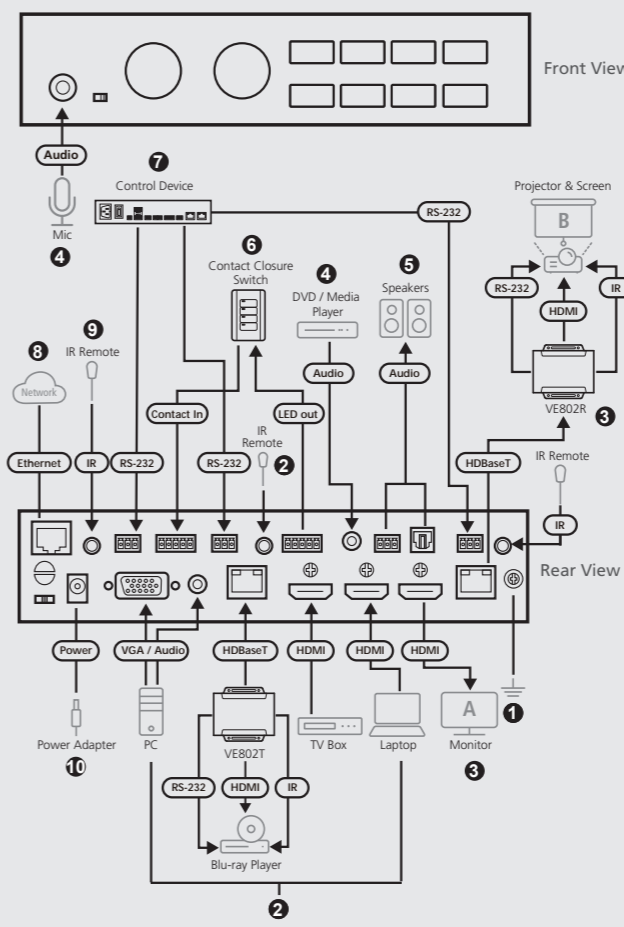 Front View
Audio
7
Control Device
Mic
4
RS-232
Projector & Screen
B
6
Contact Closure
Switch
4
DVD / Media
Player
5
Speakers
RS-232
IR
HDMI
9
IR Remote
8
Network
Audio
Audio
VE802R
3
Contact In
LED out
IR
Remote
2
Ethernet
IR
RS-232
RS-232
HDBaseT
IR Remote
IR
Rear View
Power
VGA / Audio
HDBaseT
HDMI
HDMI
HDMI
A
1
Power Adapter
10
PC
VE802T
TV Box
Laptop
Monitor
3
RS-232
HDMI
IR
Blu-ray Player
2